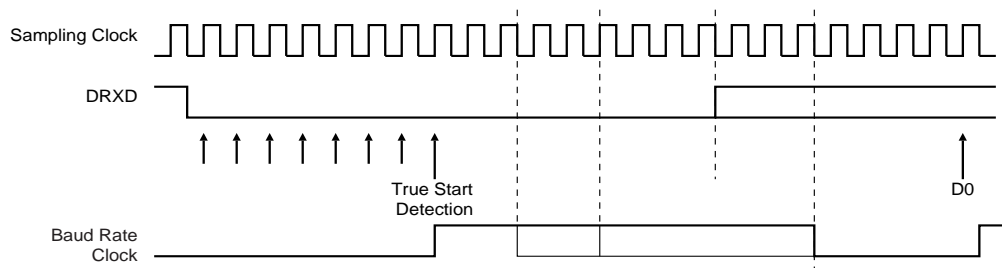 Sampling Clock
DRXD
True Start
Detection
D0
Baud Rate
Clock